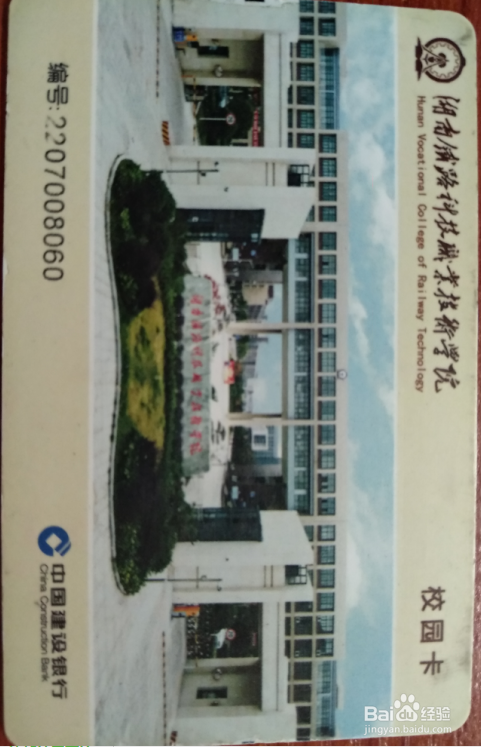 湖南铁路科技职业技术学院
Hunan Vocational College of Railway Technology
校园卡
编号:2207008060
中国建设银行
China Construction Bank
Baidu经验
jingyan.baidu.com